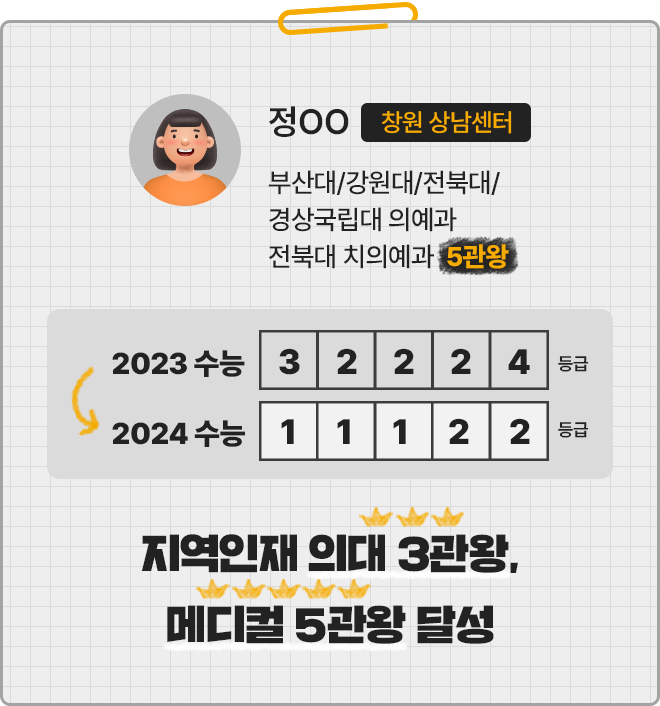 정OO 창원 상남센터
부산대/강원대/전북대/
경상국립대 의예과
전북대 치의예과 5관왕
2023 수능 3 2 2 2 4 등급
2024 수능 1 1 1 2 2 등급
지역인재 의대 3관왕,
메디컬 5관왕 달성